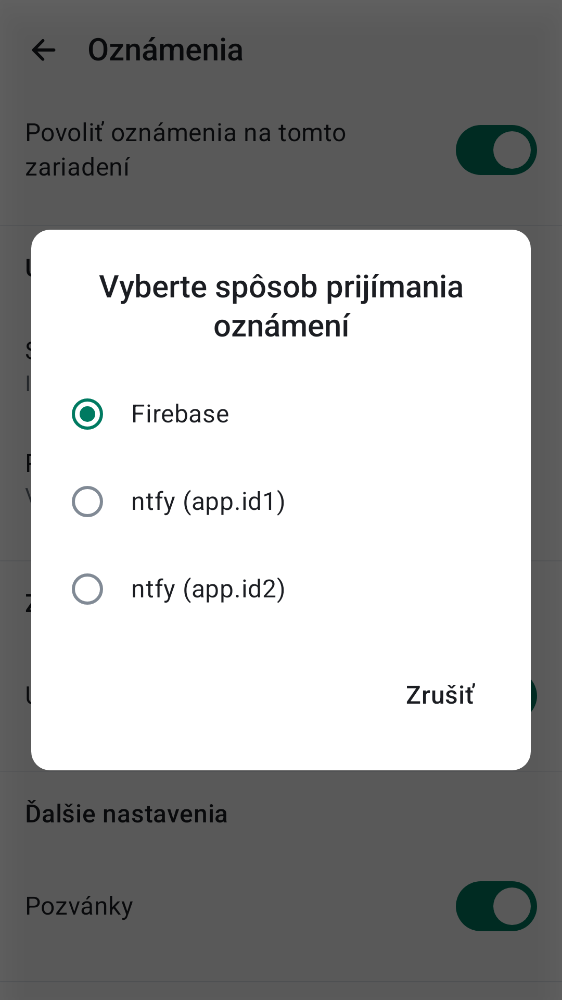 Oznámenia
Povoliť oznámenia na tomto
zariadení
Vyberte spôsob prijímania
oznámení
Firebase
ntfy (app.id1)
ntfy (app.id2)
Zrušiť
Ďalšie nastavenia
Pozvánky